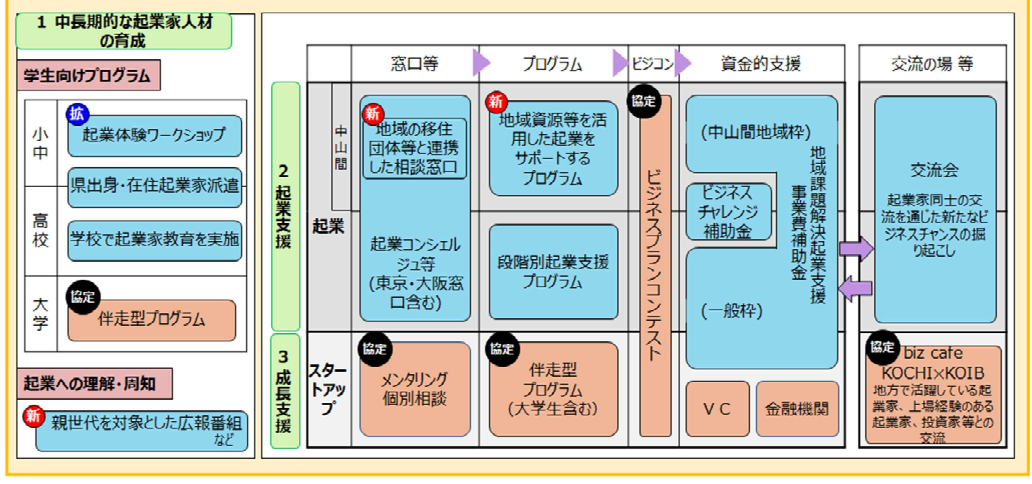 1 中長期的な起業家人材
の育成
学生向けプログラム
小中
拡
起業体験ワークショップ
県出身・在住起業家派遣
高校
学校で起業家教育を実施
大学
協定
伴走型プログラム
起業への理解・周知
新
親世代を対象とした広報番組
など
窓口等
プログラム
ビジコン
資金的支援
交流の場 等
2 起業支援
3 成長支援
起業
中山間
スタートアップ
新
地域の移住
団体等と連携
した相談窓口
起業コンシェル
ジュ等
(東京・大阪窓
口含む)
協定
メンタリング
個別相談
新
地域資源等を活
用した起業を
サポートする
プログラム
段階別起業支援
プログラム
協定
伴走型
プログラム
(大学生含む)
協定
ビジネスプランコンテスト
(中山間地域枠)
ビジネス
チャレンジ
補助金
(一般枠)
地域課題解決起業支援
事業費補助金
VC
金融機関
交流会
起業家同士の交
流を通じた新たなビ
ジネスチャンスの掘
り起こし
協定
biz cafe
KOCHI×KOIB
地方で活躍している起
業家、上場経験のある
起業家、投資家等との
交流